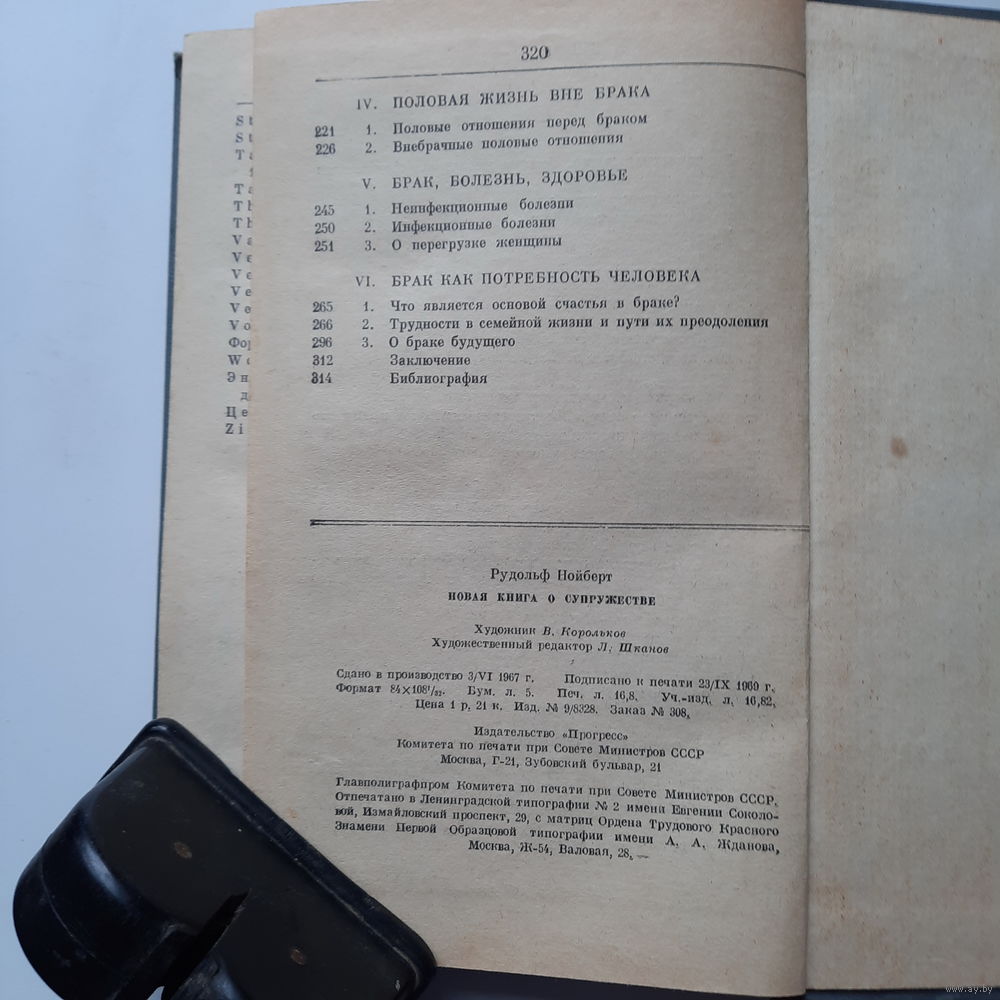 320
IV. ПОЛОВАЯ ЖИЗНЬ ВНЕ БРАКА
221 1. Половые отношения перед браком
226 2. Внебрачные половые отношения
V. БРАК, БОЛЕЗНЬ, ЗДОРОВЬЕ
245 1. Неинфекционные болезни
250 2. Инфекционные болезни
251 3. О перегрузке женщины
VI. БРАК КАК ПОТРЕБНОСТЬ ЧЕЛОВЕКА
265 1. Что является основой счастья в браке?
266 2. Трудности в семейной жизни и пути их преодоления
296 3. О браке будущего
312 Заключение
314 Библиография
Рудольф Нойберт
НОВАЯ КНИГА О СУПРУЖЕСТВЕ
Художник В. Корольков
Художественный редактор Л. Шканов
Сдано в производство 3/VI 1967 г. Подписано к печати 23/IX 1969 г.
Формат 84×108¹/₃₂. Бум. л. 5. Печ. л. 16,8. Уч.-изд. л. 16,82.
Цена 1 р. 21 к. Изд. № 9/8328. Заказ № 308.
Издательство «Прогресс»
Комитета по печати при Совете Министров СССР
Москва, Г-21, Зубовский бульвар, 21
Главполиграфпром Комитета по печати при Совете Министров СССР.
Отпечатано в Ленинградской типографии № 2 имени Евгении Соколо-
вой, Измайловский проспект, 29, с матриц Ордена Трудового Красного
Знамени Первой Образцовой типографии имени А. А. Жданова,
Москва, Ж-54, Валовая, 28.
www.ay.by